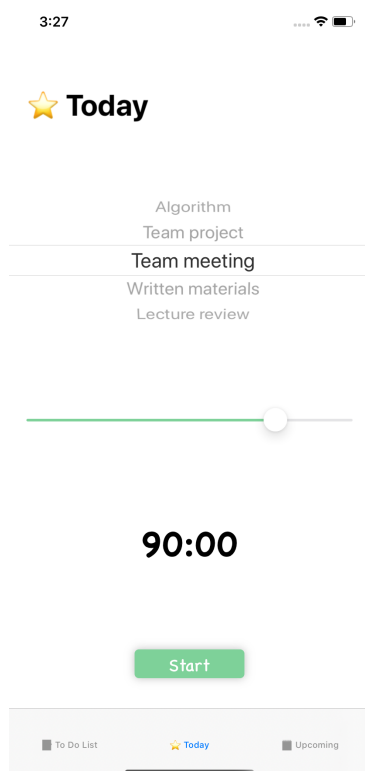 3:27
Today
Algorithm
Team project
Team meeting
Written materials
Lecture review
90:00
Start
To Do List
Today
Upcoming